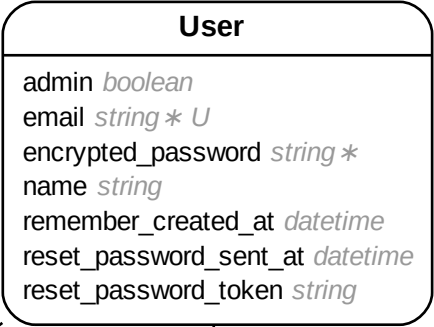 User
admin boolean
email string∗ U
encrypted_password string∗
name string
remember_created_at datetime
reset_password_sent_at datetime
reset_password_token string